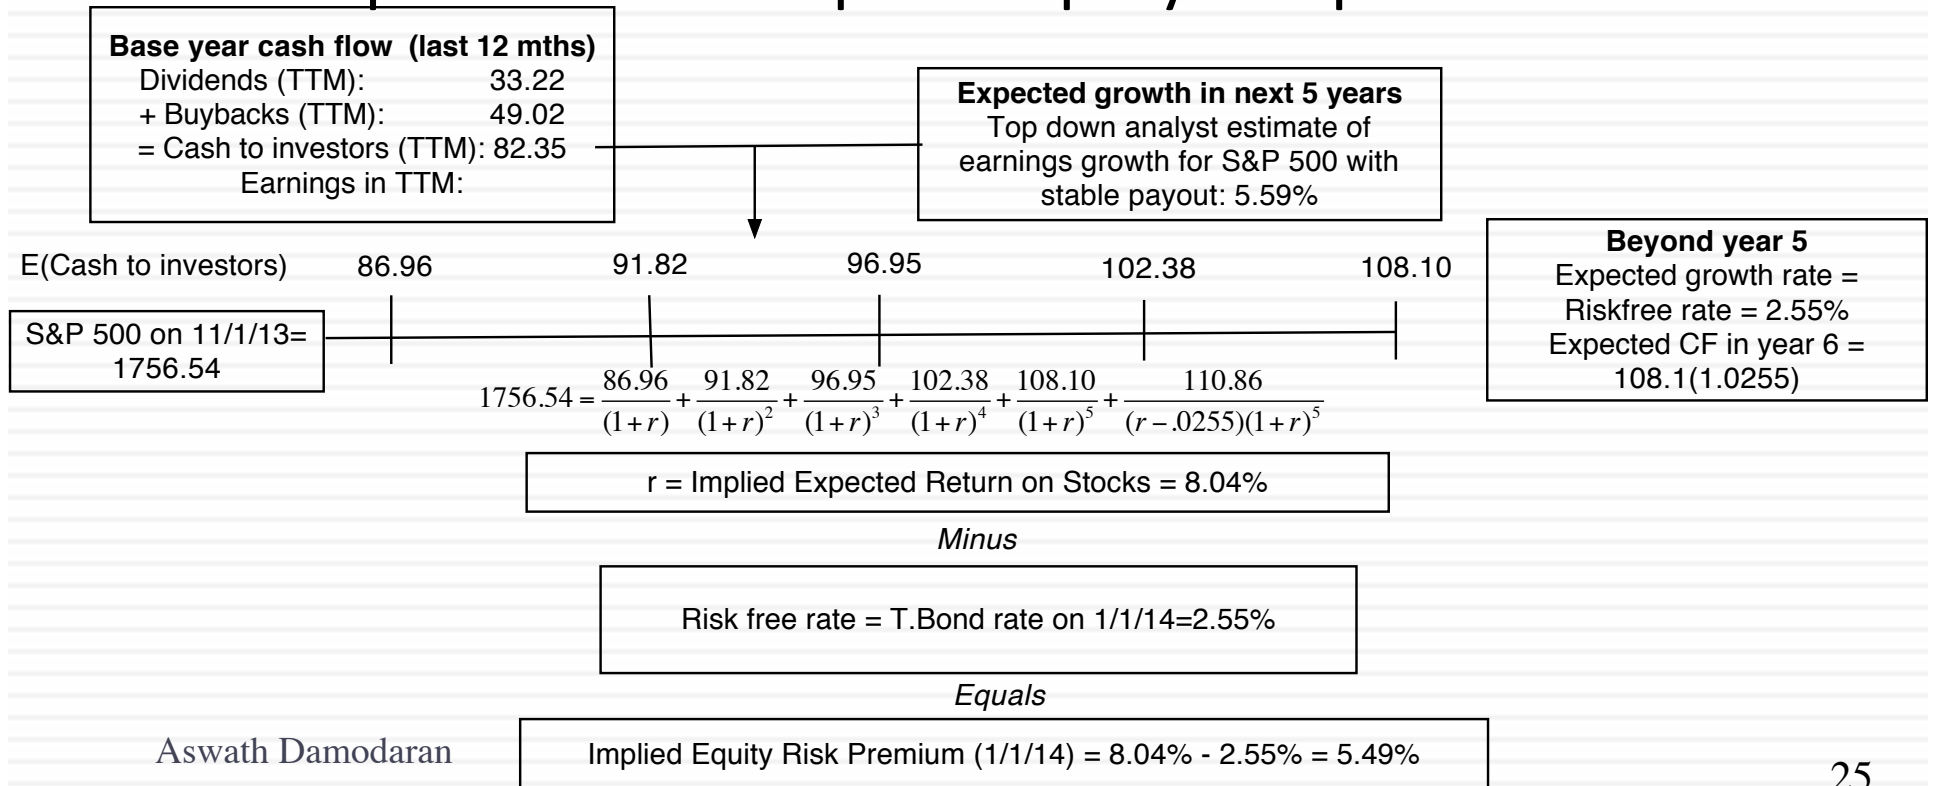 Base year cash flow (last 12 mths)
Dividends (TTM): 33.22
+ Buybacks (TTM): 49.02
= Cash to investors (TTM): 82.35
Earnings in TTM:
Expected growth in next 5 years
Top down analyst estimate of
earnings growth for S&P 500 with
stable payout: 5.59%
E(Cash to investors) 86.96 91.82 96.95 102.38 108.10
Beyond year 5
Expected growth rate =
Riskfree rate = 2.55%
Expected CF in year 6 =
108.1(1.0255)
S&P 500 on 11/1/13=
1756.54
1756.54 = 86.96/(1+r) + 91.82/(1+r)^2 + 96.95/(1+r)^3 + 102.38/(1+r)^4 + 108.10/(1+r)^5 + 110.86/(r-.0255)(1+r)^5
r = Implied Expected Return on Stocks = 8.04%
Minus
Risk free rate = T.Bond rate on 1/1/14=2.55%
Equals
Implied Equity Risk Premium (1/1/14) = 8.04% - 2.55% = 5.49%
Aswath Damodaran
25